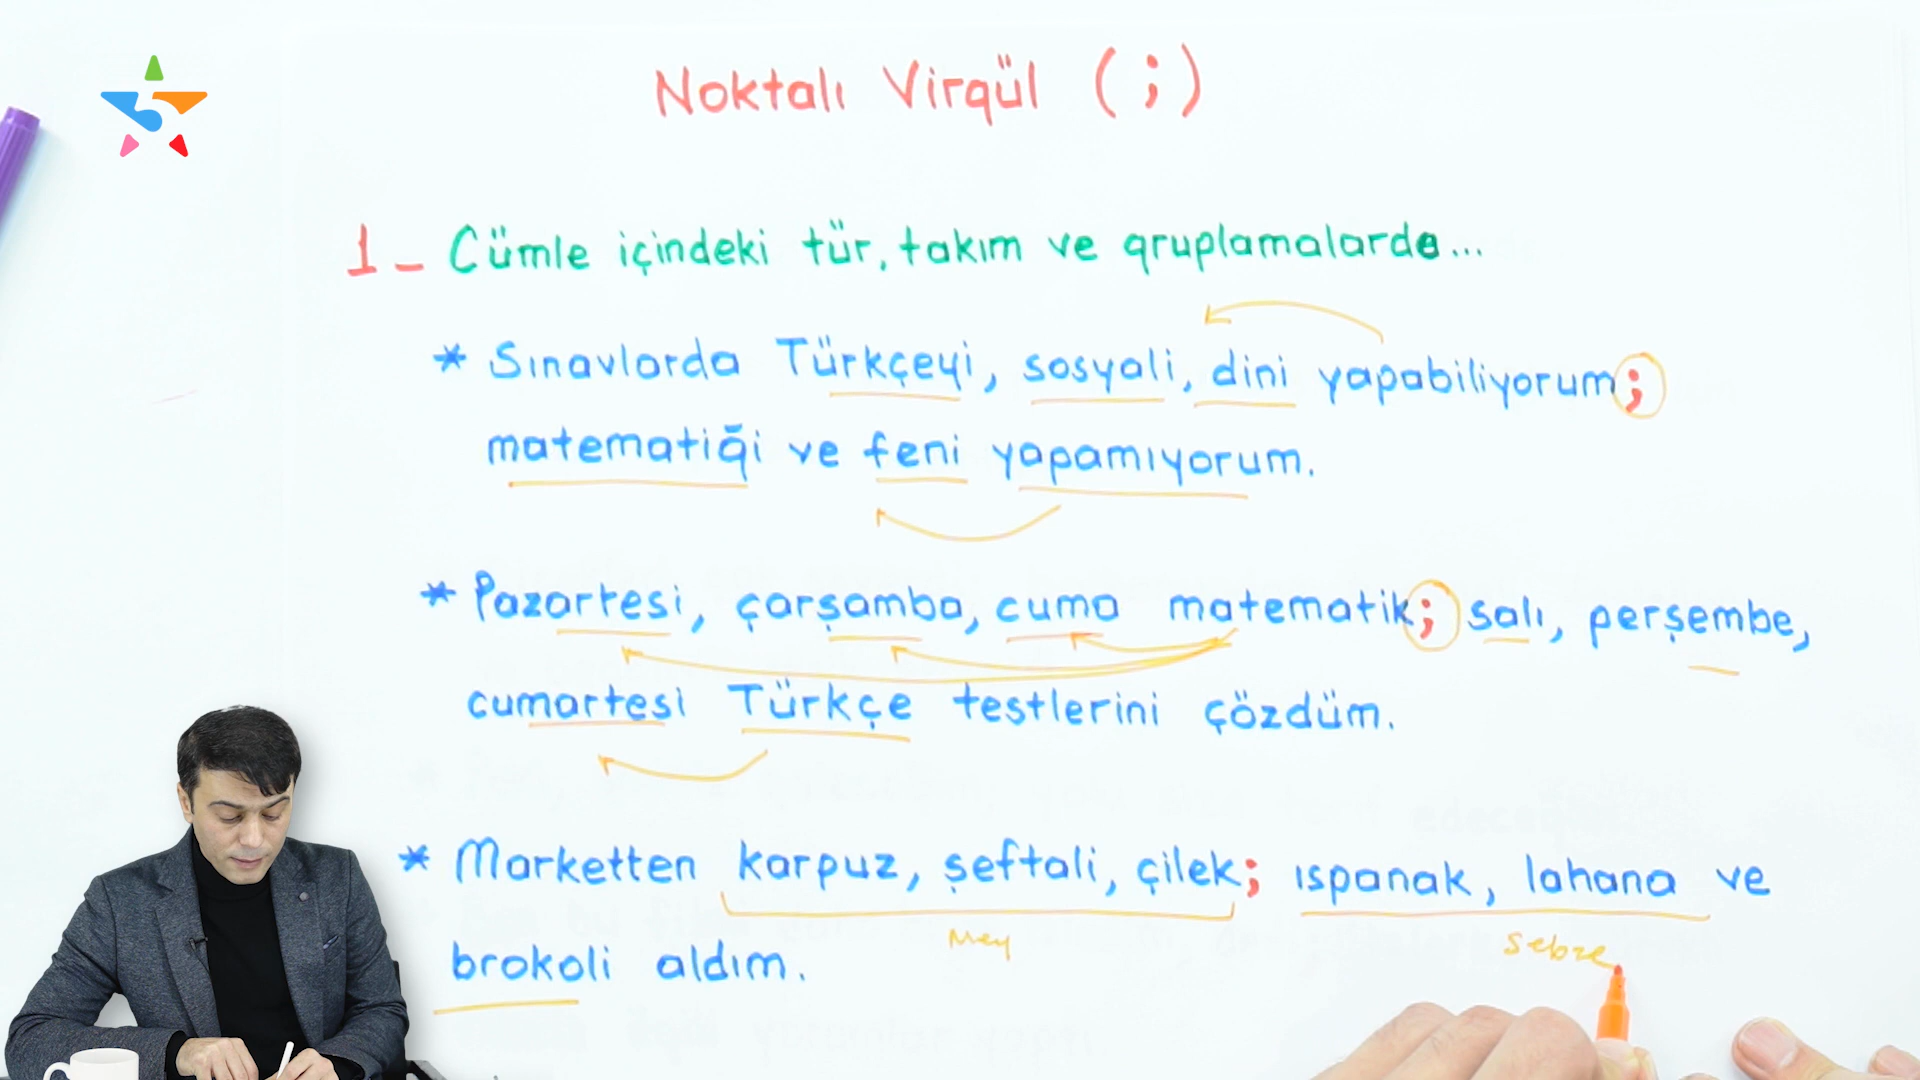 Noktalı Virgül (;)
1- Cümle içindeki tür, takım ve gruplamalarda...
* Sınavlarda Türkçeyi, sosyali, dini yapabiliyorum;
matematiği ve feni yapamıyorum.
* Pazartesi, çarşamba, cuma matematik; salı, perşembe,
cumartesi Türkçe testlerini çözdüm.
* Marketten karpuz, şeftali, çilek; ıspanak, lahana ve
Mey sebze
brokoli aldım.